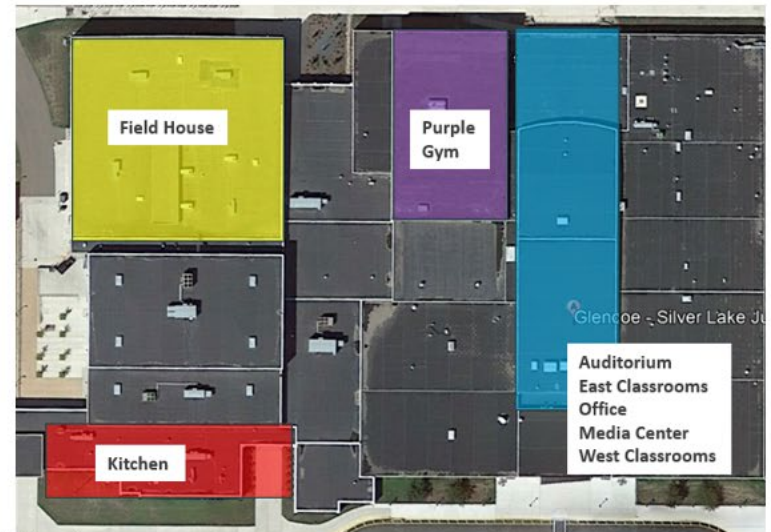 Field House
Purple
Gym
Glencoe - Silver Lake Ju
Auditorium
East Classrooms
Office
Media Center
West Classrooms
Kitchen